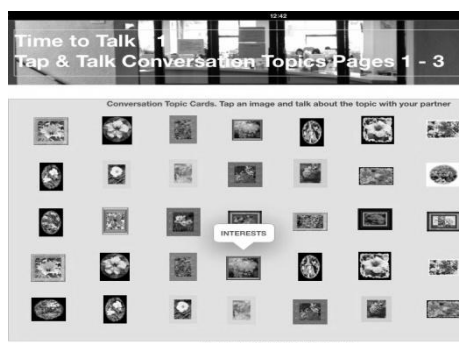 12:42
Time to Talk 1
Tap & Talk Conversation Topics Pages 1 - 3
Conversation Topic Cards. Tap an image and talk about the topic with your partner
INTERESTS